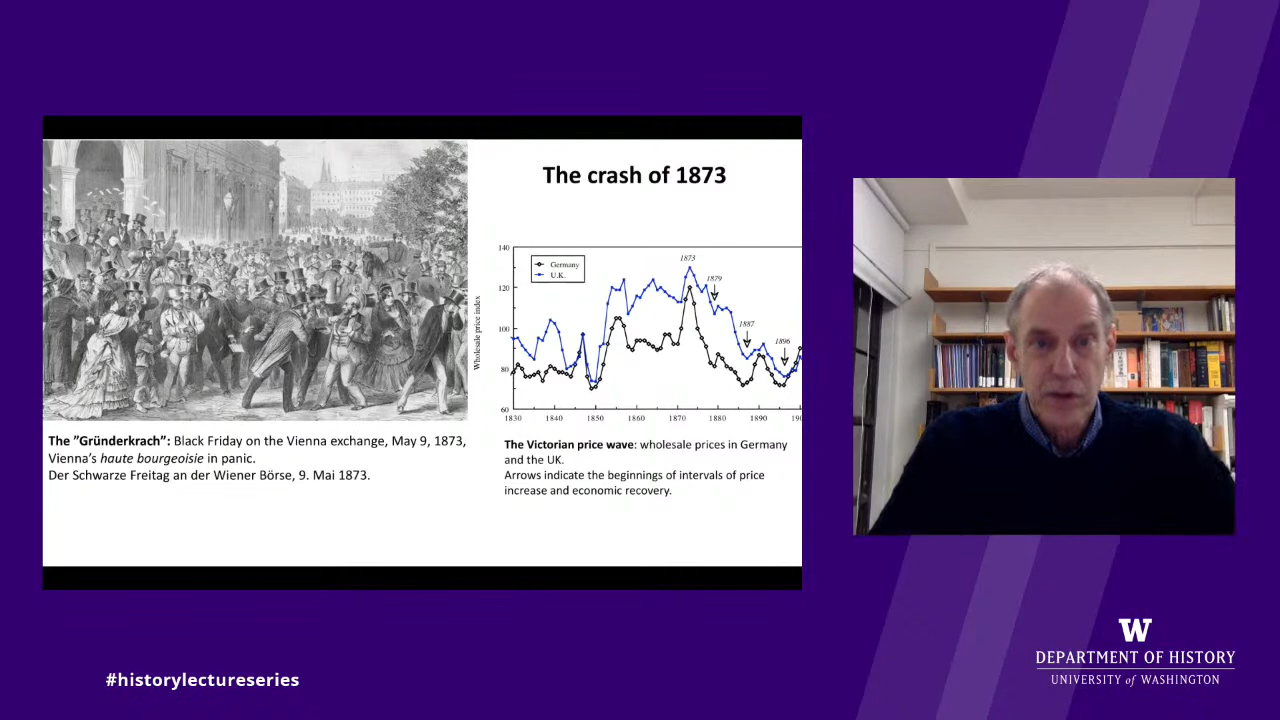 The crash of 1873
140
120
100
80
60
Wholesale price index
Germany
U.K.
1873
1879
1887
1896
1830
1840
1850
1860
1870
1880
1890
The "Gründerkrach": Black Friday on the Vienna exchange, May 9, 1873,
Vienna's haute bourgeoisie in panic.
Der Schwarze Freitag an der Wiener Börse, 9. Mai 1873.
The Victorian price wave: wholesale prices in Germany
and the UK.
Arrows indicate the beginnings of intervals of price
increase and economic recovery.
#historylectureseries
W
DEPARTMENT OF HISTORY
UNIVERSITY of WASHINGTON